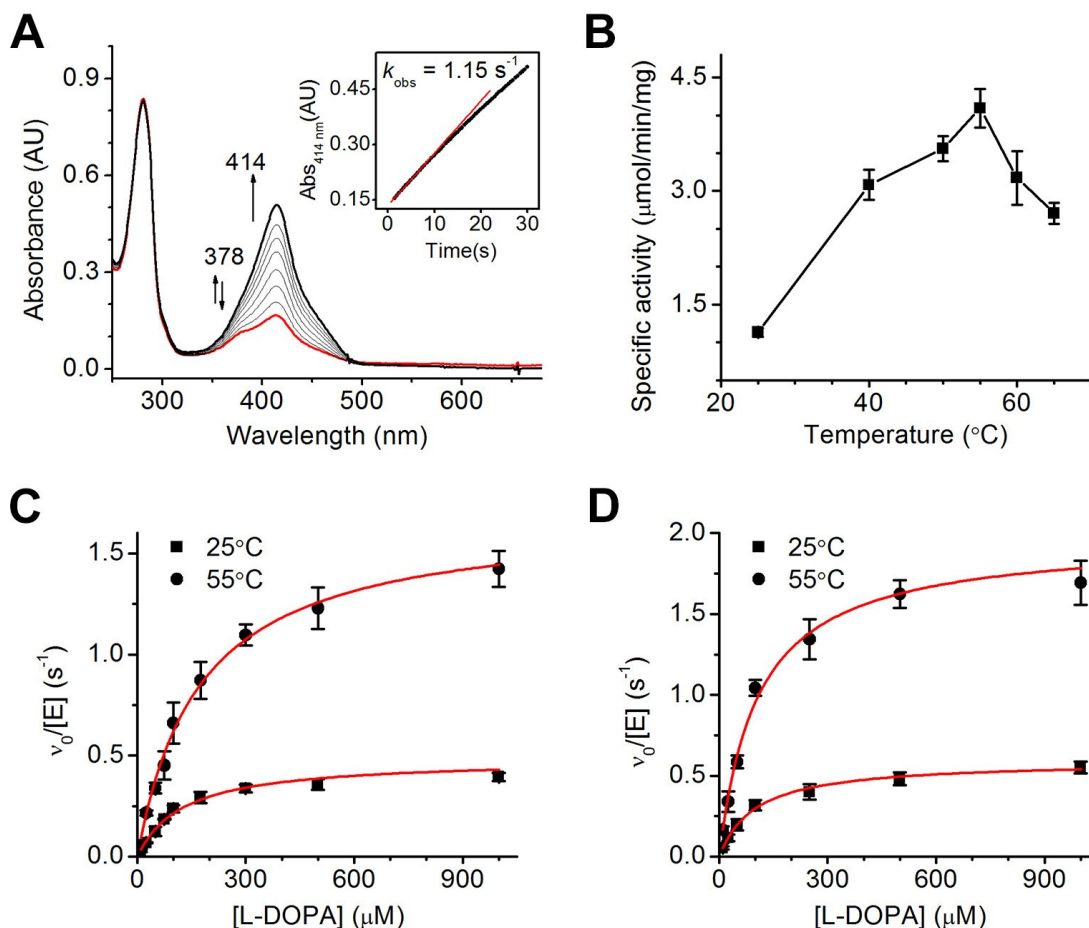 A
0.9
0.6
0.3
0.0
Absorbance (AU)
300
400
500
600
Wavelength (nm)
414
378
k_obs = 1.15 s⁻¹
0.45
0.30
0.15
Abs₄₁₄ ₙₘ(AU)
0
10
20
30
Time(s)
B
4.5
3.0
1.5
Specific activity (μmol/min/mg)
20
40
60
Temperature (°C)
C
25°C
55°C
1.5
1.0
0.5
0.0
ν₀/[E] (s⁻¹)
0
300
600
900
[L-DOPA] (μM)
D
25°C
55°C
2.0
1.5
1.0
0.5
0.0
ν₀/[E] (s⁻¹)
0
300
600
900
[L-DOPA] (μM)